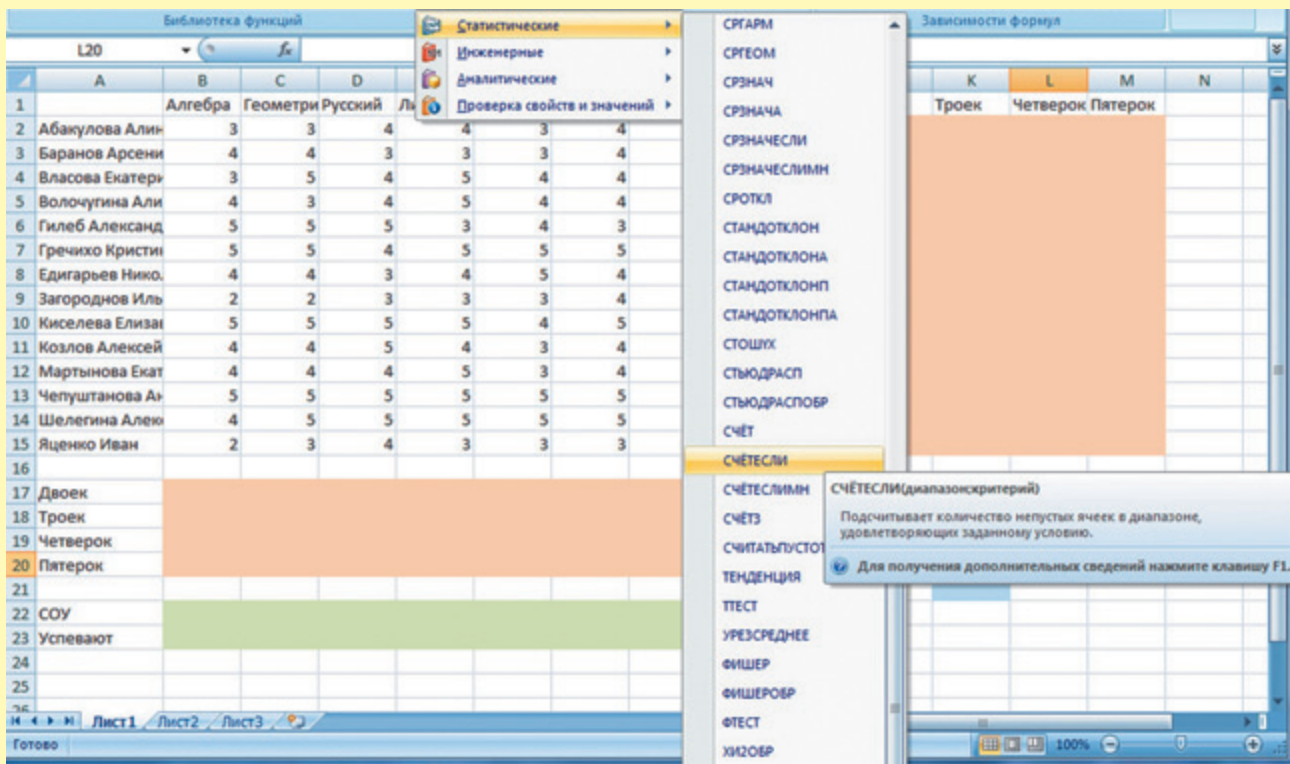 Библиотека функций
Зависимости формул
L20
fx
Статистические
Инженерные
Аналитические
Проверка свойств и значений
A B C D K L M N
1 Алгебра Геометри Русский Ли Троек Четверок Пятерок
2 Абакулова Алин 3 3 4 4 3 4
3 Баранов Арсени 4 4 3 3 3 4
4 Власова Екатери 3 5 4 5 4 4
5 Волочугина Али 4 3 4 5 4 4
6 Гилеб Александ 5 5 5 3 4 3
7 Гречихо Кристин 5 5 4 5 5 5
8 Едигарьев Нико. 4 4 3 4 5 4
9 Загороднов Иль 2 2 3 3 3 4
10 Киселева Елизав 5 5 5 5 4 5
11 Козлов Алексей 4 4 5 4 3 4
12 Мартынова Екат 4 4 4 5 3 4
13 Чепуштанова Ан 5 5 5 5 5 5
14 Шелегина Алек 4 5 5 5 5 5
15 Яценко Иван 2 3 4 3 3 3
16
17 Двоек
18 Троек
19 Четверок
20 Пятерок
21
22 СОУ
23 Успевают
24
25
26
СРГАРМ
СРГЕОМ
СРЗНАЧ
СРЗНАЧА
СРЗНАЧЕСЛИ
СРЗНАЧЕСЛИМН
СРОТКЛ
СТАНДОТКЛОН
СТАНДОТКЛОНА
СТАНДОТКЛОНП
СТАНДОТКЛОНПА
СТОШYX
СТЬЮДРАСП
СТЬЮДРАСПОБР
СЧЁТ
СЧЁТЕСЛИ
СЧЁТЕСЛИМН
СЧЁТЗ
СЧИТАТЬПУСТОТ
ТЕНДЕНЦИЯ
ТТЕСТ
УРЕЗСРЕДНЕЕ
ФИШЕР
ФИШЕРОБР
ФТЕСТ
ХИ2ОБР
СЧЁТЕСЛИ(диапазон;критерий)
Подсчитывает количество непустых ячеек в диапазоне,
удовлетворяющих заданному условию.
Для получения дополнительных сведений нажмите клавишу F1.
Лист1 Лист2 Лист3
Готово
100%